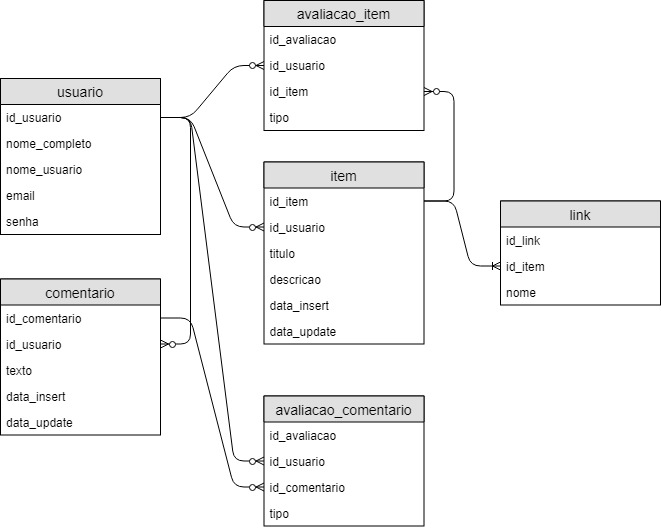 usuario
id_usuario
nome_completo
nome_usuario
email
senha
comentario
id_comentario
id_usuario
texto
data_insert
data_update
avaliacao_item
id_avaliacao
id_usuario
id_item
tipo
item
id_item
id_usuario
titulo
descricao
data_insert
data_update
avaliacao_comentario
id_avaliacao
id_usuario
id_comentario
tipo
link
id_link
id_item
nome